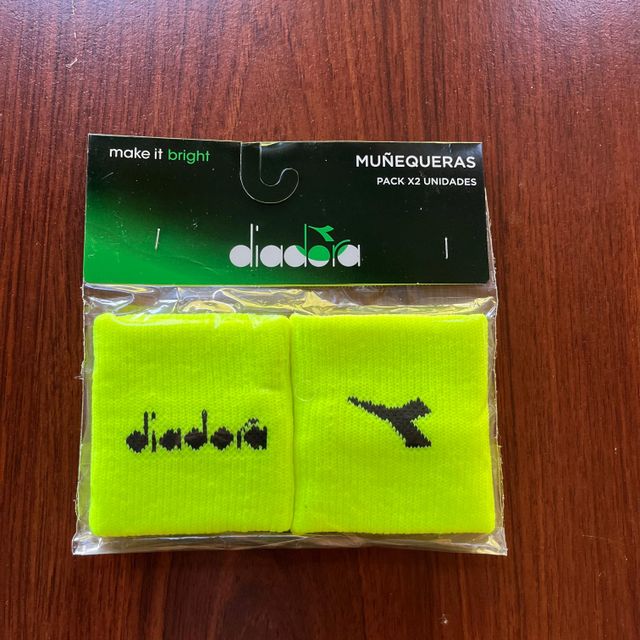 make it bright
MUÑEQUERAS
PACK X2 UNIDADES
diadora
diadora